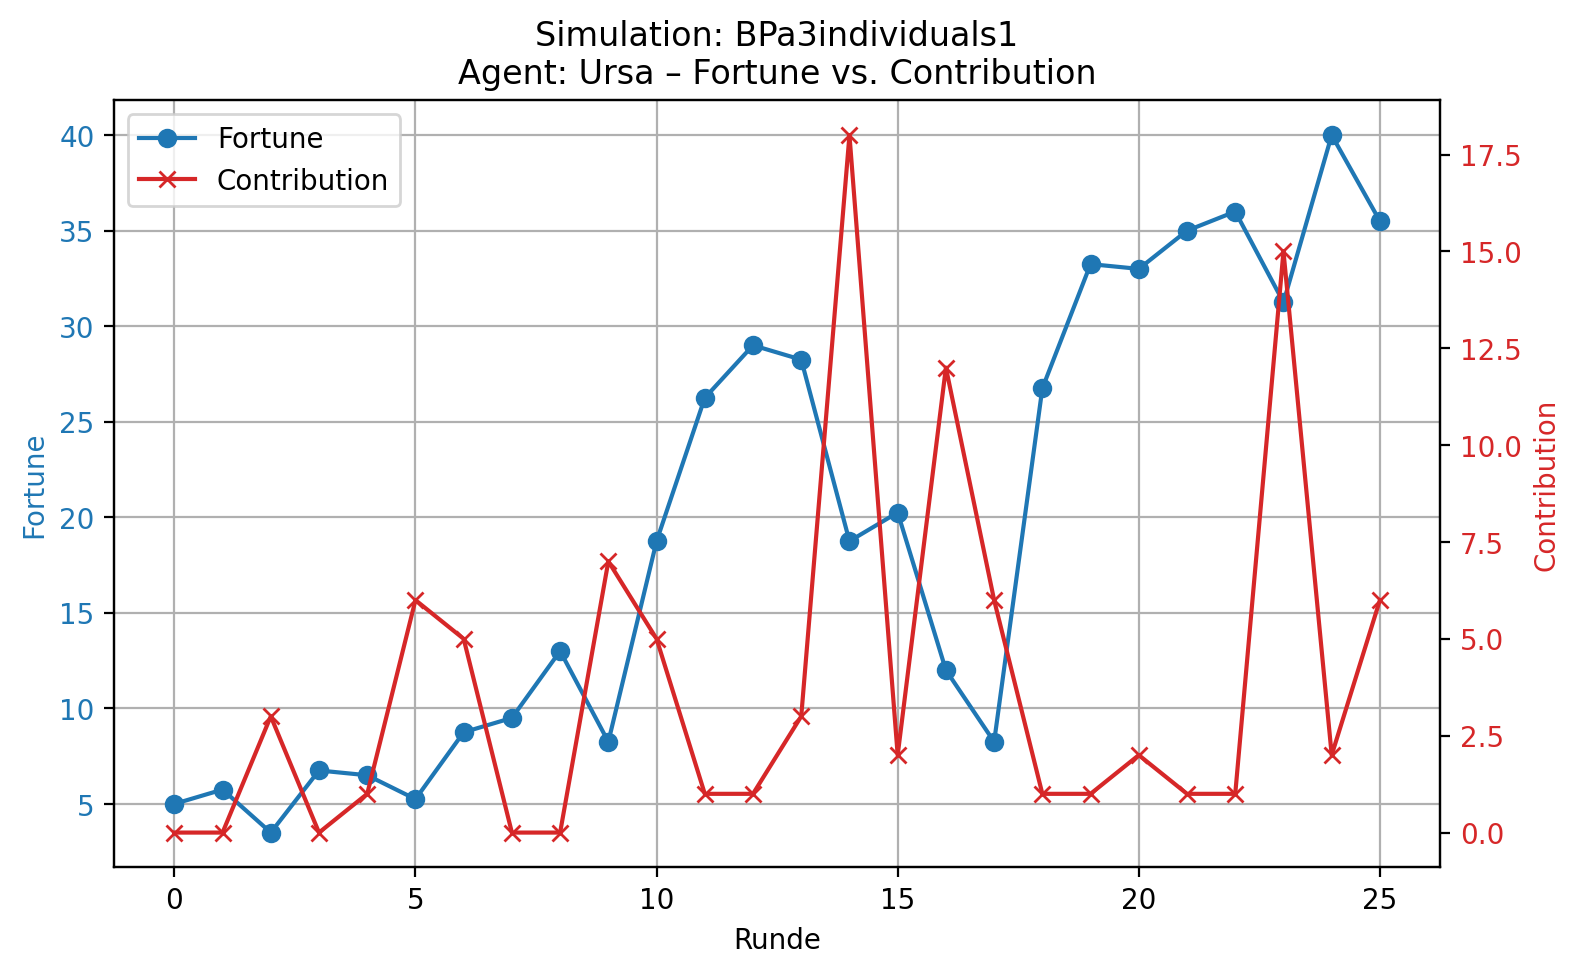 Simulation: BPa3individuals1
Agent: Ursa – Fortune vs. Contribution
Fortune
Contribution
40
35
30
25
20
15
10
5
Fortune
17.5
15.0
12.5
10.0
7.5
5.0
2.5
0.0
Contribution
0 5 10 15 20 25
Runde